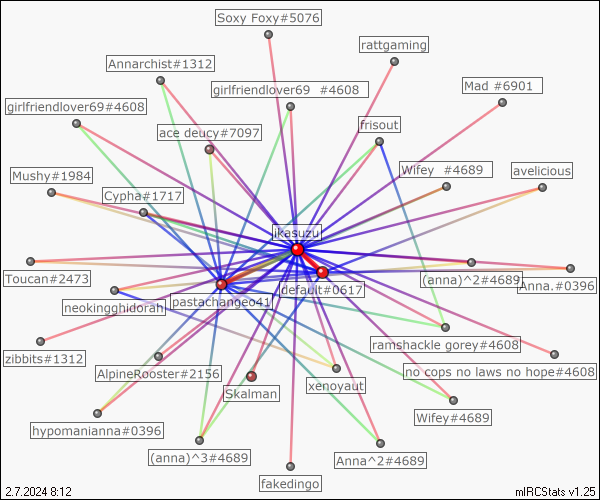 Soxy Foxy#5076
rattgaming
Annarchist#1312
girlfriendlover69 #4608
Mad #6901
girlfriendlover69#4608
ace deucy#7097
frisout
Mushy#1984
Wifey #4689
avelicious
Cypha#1717
ikasuzu
Toucan#2473
(anna)^2#4689
Anna.#0396
neokingghidorah
pastachangeo41
default#0617
zibbits#1312
ramshackle gorey#4608
AlpineRooster#2156
no cops no laws no hope#4608
Skalman
xenoyaut
hypomanianna#0396
Wifey#4689
(anna)^3#4689
Anna^2#4689
fakedingo
2.7.2024 8:12
mIRCStats v1.25